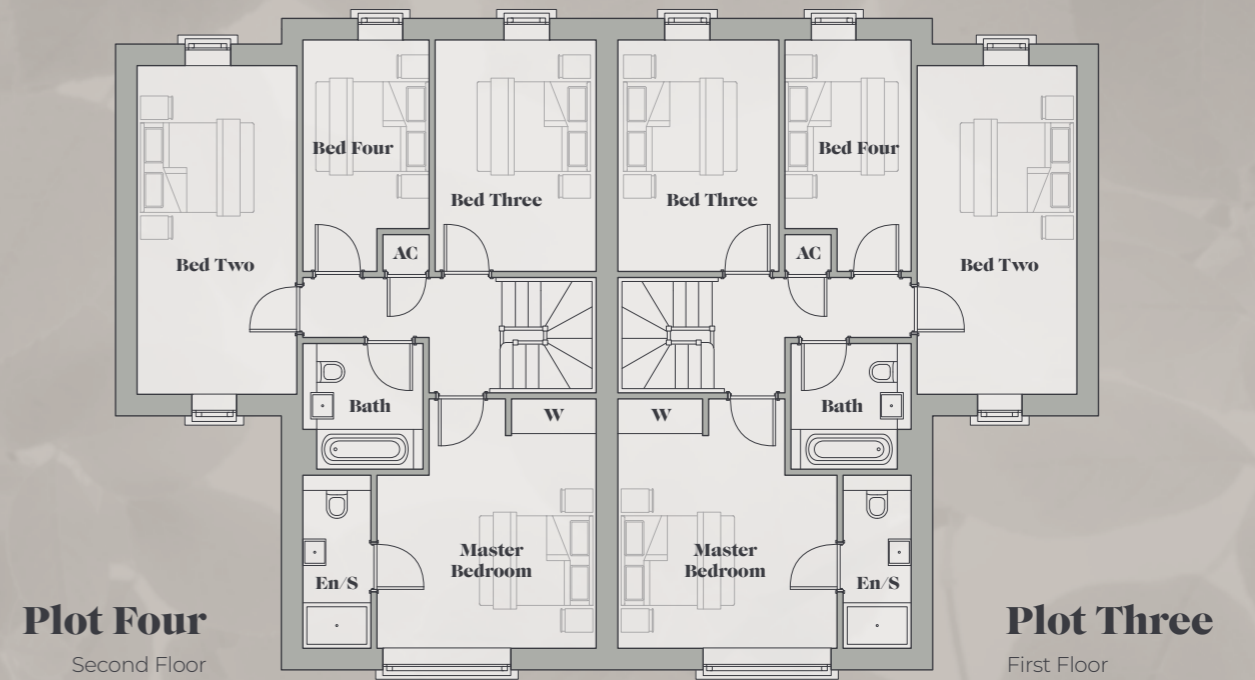 Bed Four
Bed Four
Bed Three
Bed Three
AC
AC
Bed Two
Bed Two
Bath
W
W
Bath
Master
Bedroom
Master
Bedroom
En/S
En/S
Plot Four
Second Floor
Plot Three
First Floor